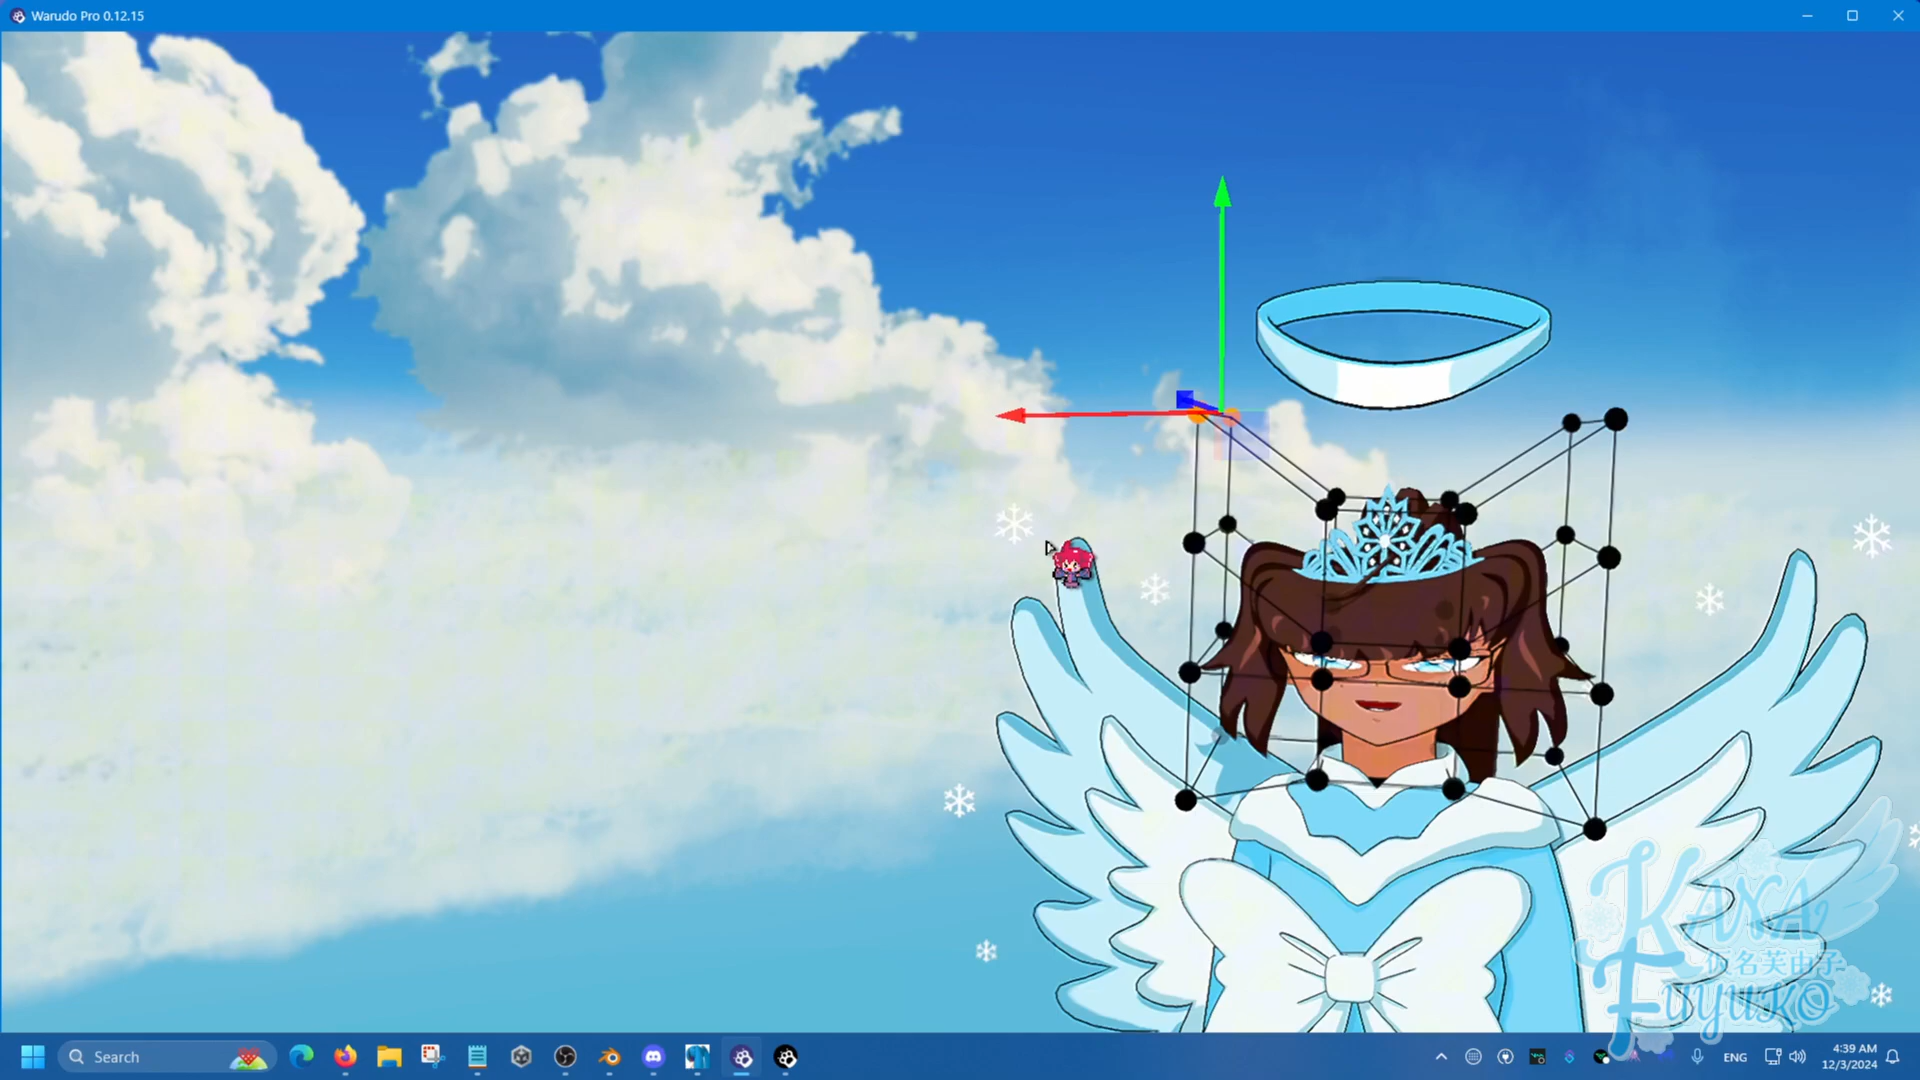 Warudo Pro 0.12.15
KANA
仮名芙由子
FUYUKO
Search
ENG
4:39 AM
12/3/2024